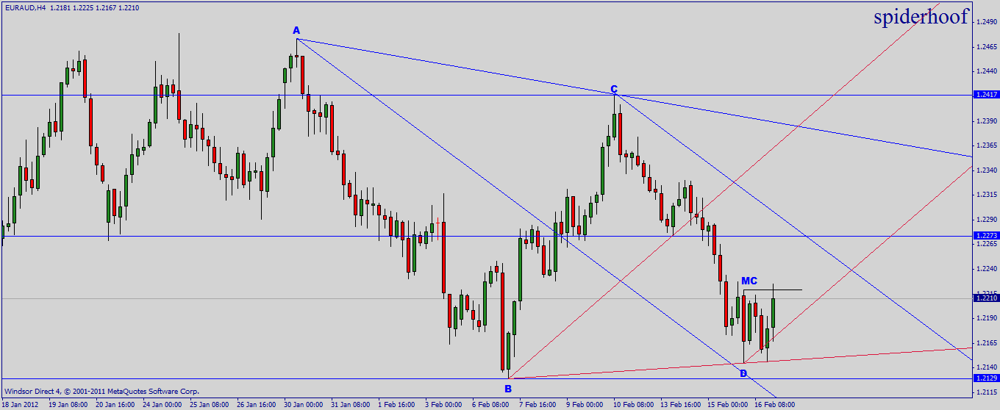 EURAUD,H4 1.2181 1.2225 1.2167 1.2210
spiderhoof
1.2490
1.2465
1.2440
1.2417
1.2390
1.2365
1.2340
1.2315
1.2290
1.2273
1.2265
1.2240
1.2215
1.2210
1.2190
1.2165
1.2140
1.2129
1.2115
A
C
MC
D
B
Windsor Direct 4, © 2001-2011 MetaQuotes Software Corp.
18 Jan 2012 19 Jan 08:00 20 Jan 16:00 24 Jan 00:00 25 Jan 08:00 26 Jan 16:00 30 Jan 00:00 31 Jan 08:00 1 Feb 16:00 3 Feb 00:00 6 Feb 08:00 7 Feb 16:00 9 Feb 00:00 10 Feb 08:00 13 Feb 16:00 15 Feb 00:00 16 Feb 08:00